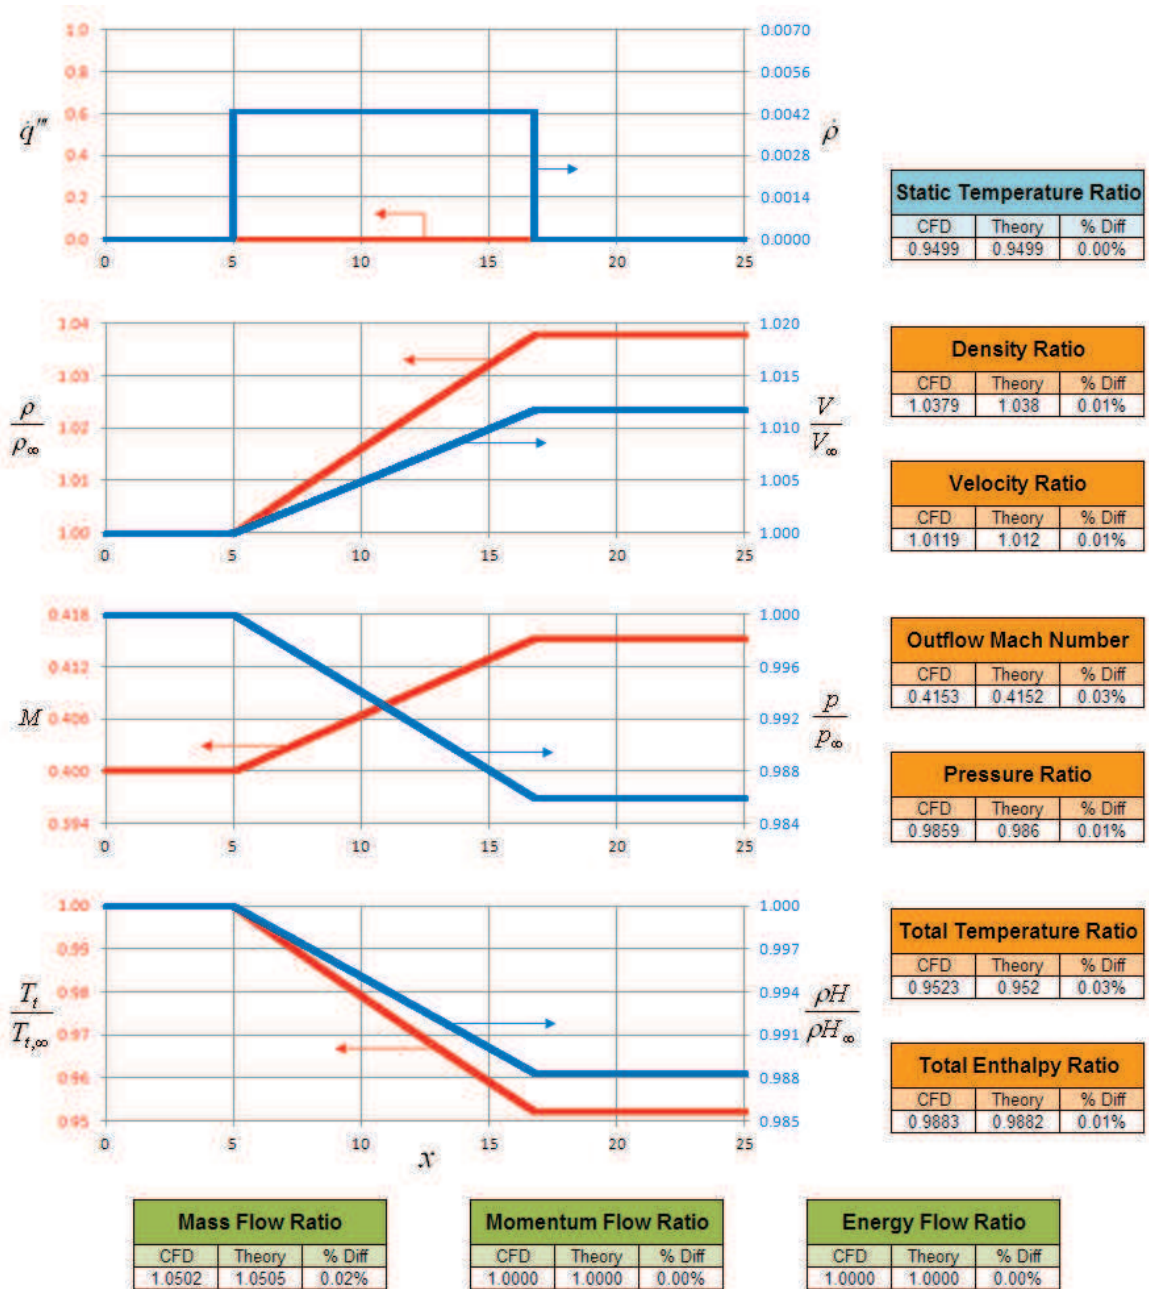 1.0 0.0070
0.8 0.0056
q̇''' 0.6 0.0042 ρ̇
0.4 0.0028
0.2 0.0014
0.0 0.0000
0 5 10 15 20 25
Static Temperature Ratio
CFD Theory % Diff
0.9499 0.9499 0.00%
1.04 1.020
1.03 1.015
ρ/ρ∞ 1.02 1.010 V/V∞
1.01 1.005
1.00 1.000
0 5 10 15 20 25
Density Ratio
CFD Theory % Diff
1.0379 1.038 0.01%
Velocity Ratio
CFD Theory % Diff
1.0119 1.012 0.01%
0.418 1.000
0.412 0.996
M 0.406 0.992 p/p∞
0.400 0.988
0.394 0.984
0 5 10 15 20 25
Outflow Mach Number
CFD Theory % Diff
0.4153 0.4152 0.03%
Pressure Ratio
CFD Theory % Diff
0.9859 0.986 0.01%
1.00 1.000
0.99 0.997
0.98 0.994
Tt/Tt,∞ ρH/ρH∞
0.97 0.991
0.96 0.988
0.95 0.985
0 5 10 15 20 25
x
Total Temperature Ratio
CFD Theory % Diff
0.9523 0.952 0.03%
Total Enthalpy Ratio
CFD Theory % Diff
0.9883 0.9882 0.01%
Mass Flow Ratio
CFD Theory % Diff
1.0502 1.0505 0.02%
Momentum Flow Ratio
CFD Theory % Diff
1.0000 1.0000 0.00%
Energy Flow Ratio
CFD Theory % Diff
1.0000 1.0000 0.00%